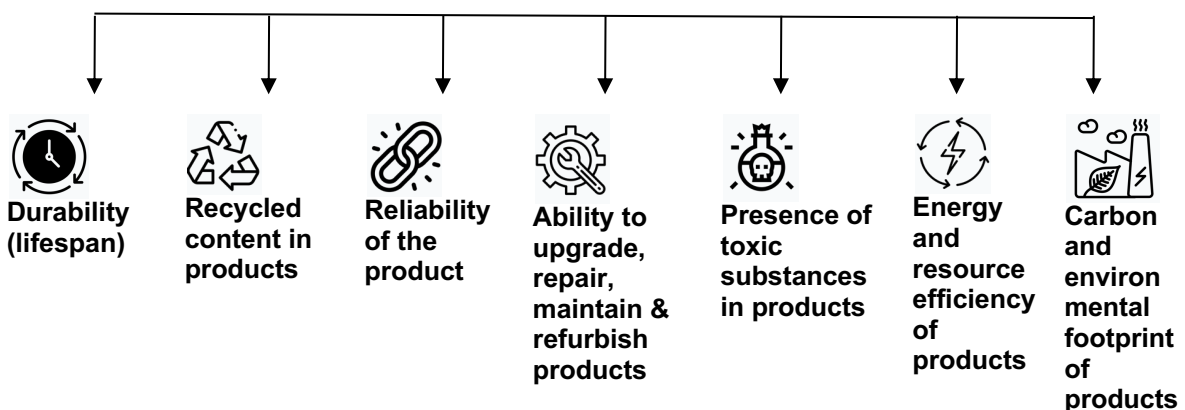 Durability
(lifespan)
Recycled
content in
products
Reliability
of the
product
Ability to
upgrade,
repair,
maintain &
refurbish
products
Presence of
toxic
substances
in products
Energy
and
resource
efficiency
of
products
Carbon
and
environ
mental
footprint
of
products